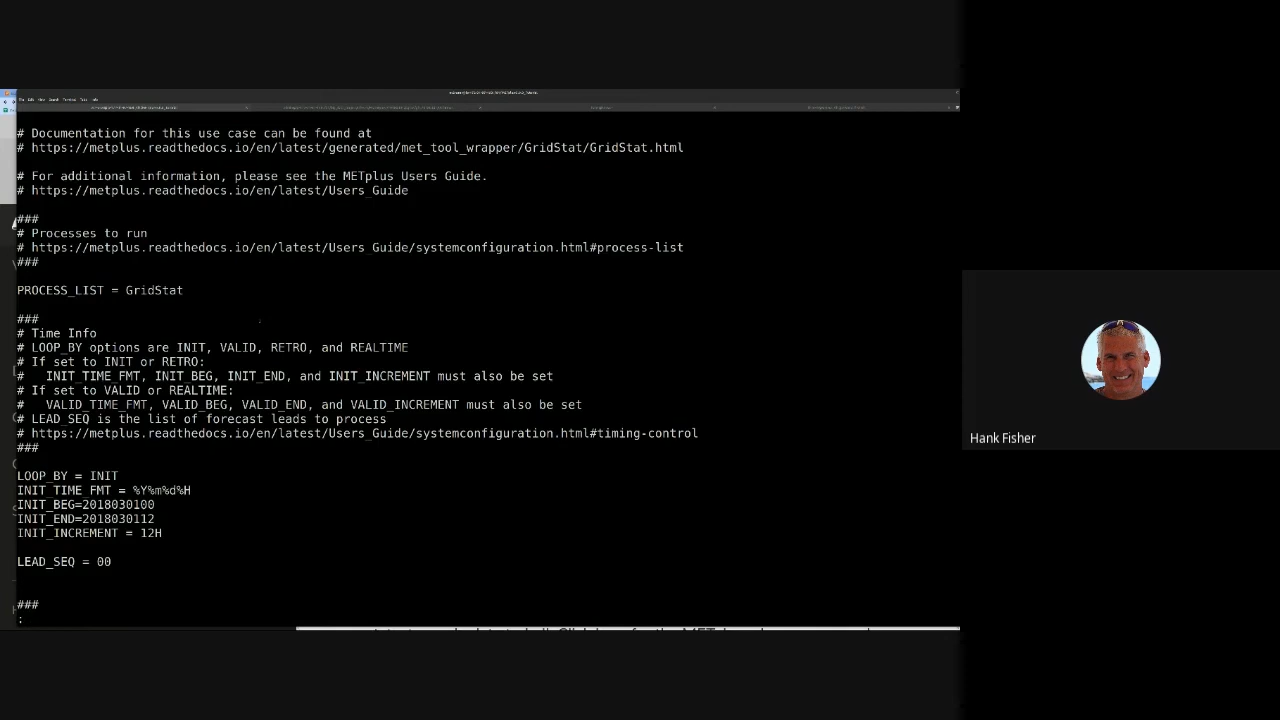 # Documentation for this use case can be found at
# https://metplus.readthedocs.io/en/latest/generated/met_tool_wrapper/GridStat/GridStat.html
# For additional information, please see the METplus Users Guide.
# https://metplus.readthedocs.io/en/latest/Users_Guide
###
# Processes to run
# https://metplus.readthedocs.io/en/latest/Users_Guide/systemconfiguration.html#process-list
###
PROCESS_LIST = GridStat
###
# Time Info
# LOOP_BY options are INIT, VALID, RETRO, and REALTIME
# If set to INIT or RETRO:
#   INIT_TIME_FMT, INIT_BEG, INIT_END, and INIT_INCREMENT must also be set
# If set to VALID or REALTIME:
#   VALID_TIME_FMT, VALID_BEG, VALID_END, and VALID_INCREMENT must also be set
# LEAD_SEQ is the list of forecast leads to process
# https://metplus.readthedocs.io/en/latest/Users_Guide/systemconfiguration.html#timing-control
###
LOOP_BY = INIT
INIT_TIME_FMT = %Y%m%d%H
INIT_BEG=2018030100
INIT_END=2018030112
INIT_INCREMENT = 12H
LEAD_SEQ = 00
###
:
Hank Fisher